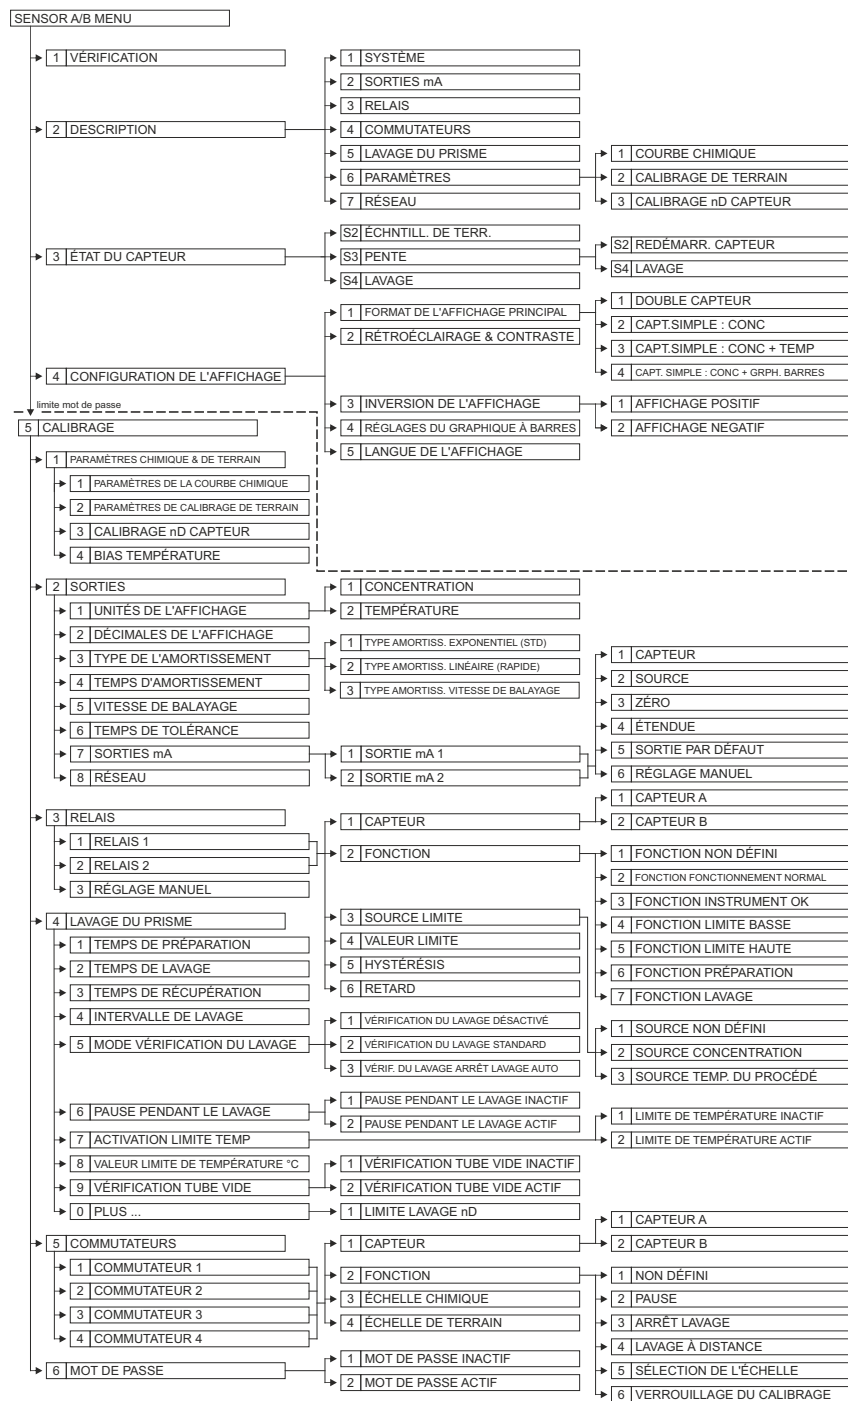 SENSOR A/B MENU
1 VÉRIFICATION
2 DESCRIPTION
1 SYSTÈME
2 SORTIES mA
3 RELAIS
4 COMMUTATEURS
5 LAVAGE DU PRISME
6 PARAMÈTRES
1 COURBE CHIMIQUE
2 CALIBRAGE DE TERRAIN
3 CALIBRAGE nD CAPTEUR
7 RÉSEAU
3 ÉTAT DU CAPTEUR
S2 ÉCHNTILL. DE TERR.
S3 PENTE
S2 REDÉMARR. CAPTEUR
S4 LAVAGE
S4 LAVAGE
4 CONFIGURATION DE L'AFFICHAGE
1 FORMAT DE L'AFFICHAGE PRINCIPAL
1 DOUBLE CAPTEUR
2 CAPT.SIMPLE : CONC
3 CAPT.SIMPLE : CONC + TEMP
4 CAPT. SIMPLE : CONC + GRPH. BARRES
2 RÉTROÉCLAIRAGE & CONTRASTE
3 INVERSION DE L'AFFICHAGE
1 AFFICHAGE POSITIF
2 AFFICHAGE NEGATIF
4 RÉGLAGES DU GRAPHIQUE À BARRES
5 LANGUE DE L'AFFICHAGE
limite mot de passe
5 CALIBRAGE
1 PARAMÈTRES CHIMIQUE & DE TERRAIN
1 PARAMÈTRES DE LA COURBE CHIMIQUE
2 PARAMÈTRES DE CALIBRAGE DE TERRAIN
3 CALIBRAGE nD CAPTEUR
4 BIAS TEMPÉRATURE
2 SORTIES
1 UNITÉS DE L'AFFICHAGE
1 CONCENTRATION
2 TEMPÉRATURE
2 DÉCIMALES DE L'AFFICHAGE
3 TYPE DE L'AMORTISSEMENT
1 TYPE AMORTISS. EXPONENTIEL (STD)
2 TYPE AMORTISS. LINÉAIRE (RAPIDE)
3 TYPE AMORTISS. VITESSE DE BALAYAGE
4 TEMPS D'AMORTISSEMENT
5 VITESSE DE BALAYAGE
6 TEMPS DE TOLÉRANCE
7 SORTIES mA
1 SORTIE mA 1
2 SORTIE mA 2
1 CAPTEUR
2 SOURCE
3 ZÉRO
4 ÉTENDUE
5 SORTIE PAR DÉFAUT
6 RÉGLAGE MANUEL
8 RÉSEAU
3 RELAIS
1 RELAIS 1
2 RELAIS 2
3 RÉGLAGE MANUEL
1 CAPTEUR
1 CAPTEUR A
2 CAPTEUR B
2 FONCTION
1 FONCTION NON DÉFINI
2 FONCTION FONCTIONNEMENT NORMAL
3 FONCTION INSTRUMENT OK
4 FONCTION LIMITE BASSE
5 FONCTION LIMITE HAUTE
6 FONCTION PRÉPARATION
7 FONCTION LAVAGE
3 SOURCE LIMITE
1 SOURCE NON DÉFINI
2 SOURCE CONCENTRATION
3 SOURCE TEMP. DU PROCÉDÉ
4 VALEUR LIMITE
5 HYSTÉRÉSIS
6 RETARD
4 LAVAGE DU PRISME
1 TEMPS DE PRÉPARATION
2 TEMPS DE LAVAGE
3 TEMPS DE RÉCUPÉRATION
4 INTERVALLE DE LAVAGE
5 MODE VÉRIFICATION DU LAVAGE
1 VÉRIFICATION DU LAVAGE DÉSACTIVÉ
2 VÉRIFICATION DU LAVAGE STANDARD
3 VÉRIF. DU LAVAGE ARRÊT LAVAGE AUTO
6 PAUSE PENDANT LE LAVAGE
1 PAUSE PENDANT LE LAVAGE INACTIF
2 PAUSE PENDANT LE LAVAGE ACTIF
7 ACTIVATION LIMITE TEMP
1 LIMITE DE TEMPÉRATURE INACTIF
2 LIMITE DE TEMPÉRATURE ACTIF
8 VALEUR LIMITE DE TEMPÉRATURE °C
9 VÉRIFICATION TUBE VIDE
1 VÉRIFICATION TUBE VIDE INACTIF
2 VÉRIFICATION TUBE VIDE ACTIF
0 PLUS ...
1 LIMITE LAVAGE nD
5 COMMUTATEURS
1 COMMUTATEUR 1
2 COMMUTATEUR 2
3 COMMUTATEUR 3
4 COMMUTATEUR 4
1 CAPTEUR
1 CAPTEUR A
2 CAPTEUR B
2 FONCTION
1 NON DÉFINI
2 PAUSE
3 ARRÊT LAVAGE
4 LAVAGE À DISTANCE
5 SÉLECTION DE L'ÉCHELLE
6 VERROUILLAGE DU CALIBRAGE
3 ÉCHELLE CHIMIQUE
4 ÉCHELLE DE TERRAIN
6 MOT DE PASSE
1 MOT DE PASSE INACTIF
2 MOT DE PASSE ACTIF